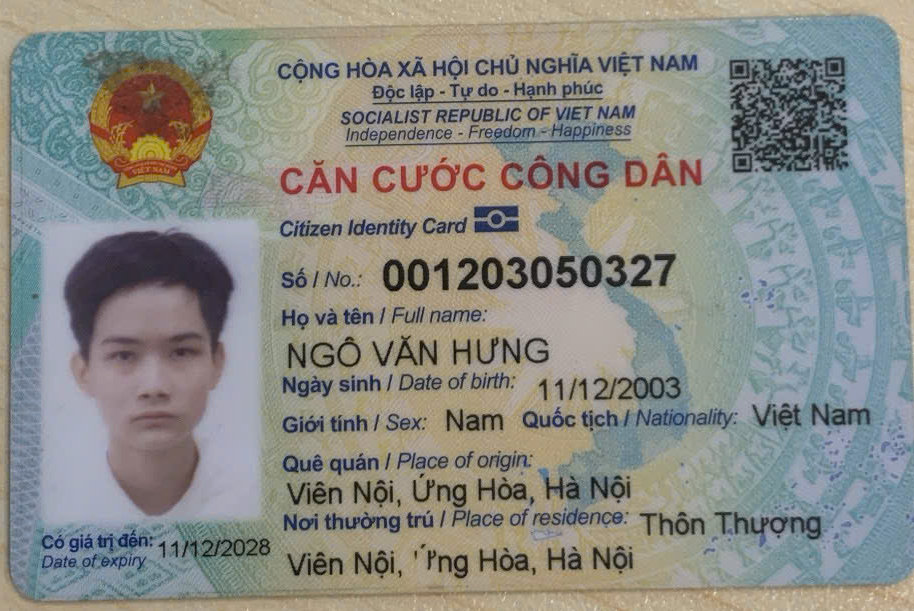 CỘNG HÒA XÃ HỘI CHỦ NGHĨA VIỆT NAM
Độc lập - Tự do - Hạnh phúc
SOCIALIST REPUBLIC OF VIET NAM
Independence - Freedom - Happiness
VIỆT NAM
CĂN CƯỚC CÔNG DÂN
Citizen Identity Card
Số / No.: 001203050327
Họ và tên / Full name:
NGÔ VĂN HƯNG
Ngày sinh / Date of birth: 11/12/2003
Giới tính / Sex: Nam Quốc tịch / Nationality: Việt Nam
Quê quán / Place of origin:
Viên Nội, Ứng Hòa, Hà Nội
Nơi thường trú / Place of residence: Thôn Thượng
Viên Nội, Hòa, Hà Nội
Có giá trị đến: 11/12/2028
Date of expiry